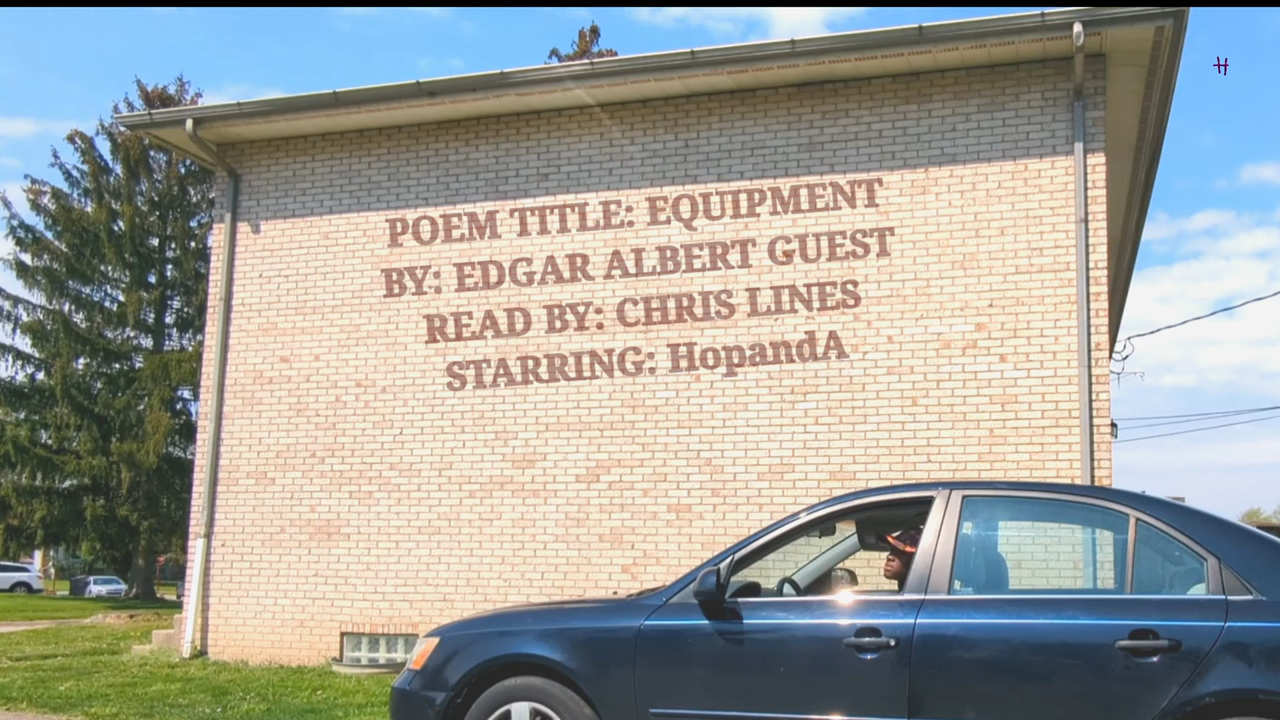 POEM TITLE: EQUIPMENT
BY: EDGAR ALBERT GUEST
READ BY: CHRIS LINES
STARRING: HopandA
H